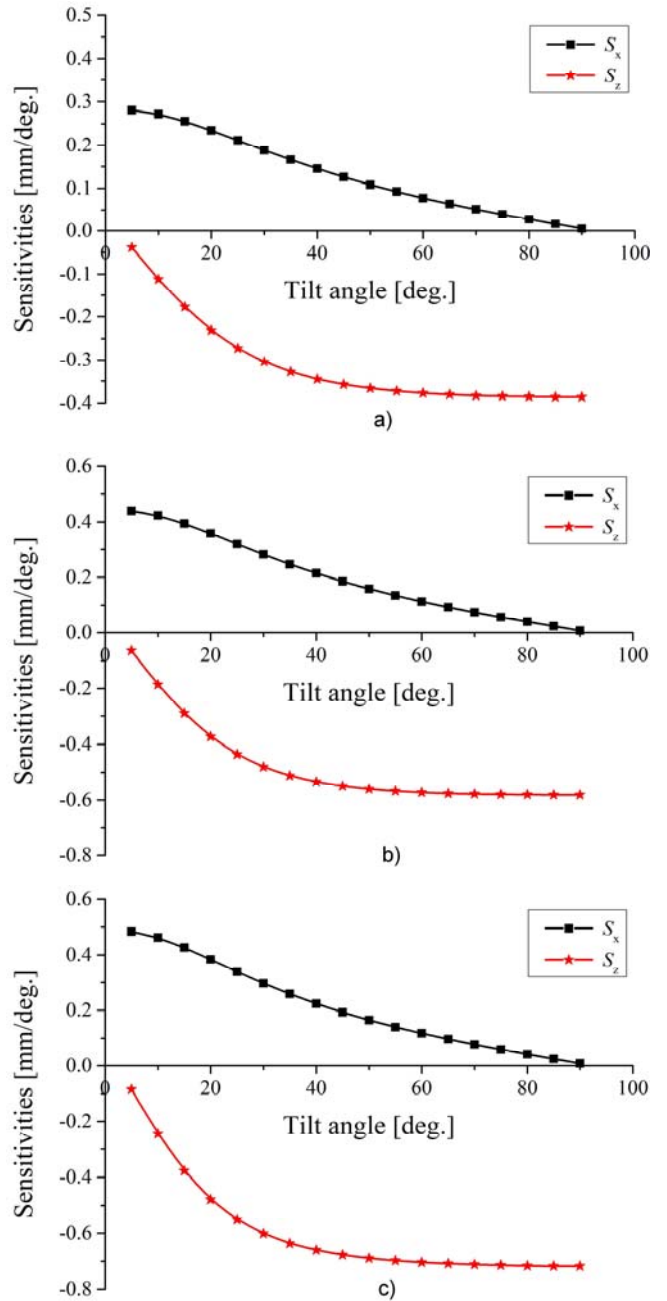 0.5
0.4
0.3
0.2
0.1
0.0
-0.1
-0.2
-0.3
-0.4
0 20 40 60 80 100
Sensitivities [mm/deg.]
Tilt angle [deg.]
Sx
Sz
a)
0.6
0.4
0.2
0.0
-0.2
-0.4
-0.6
-0.8
0 20 40 60 80 100
Sensitivities [mm/deg.]
Tilt angle [deg.]
Sx
Sz
b)
0.6
0.4
0.2
0.0
-0.2
-0.4
-0.6
-0.8
0 20 40 60 80 100
Sensitivities [mm/deg.]
Tilt angle [deg.]
Sx
Sz
c)